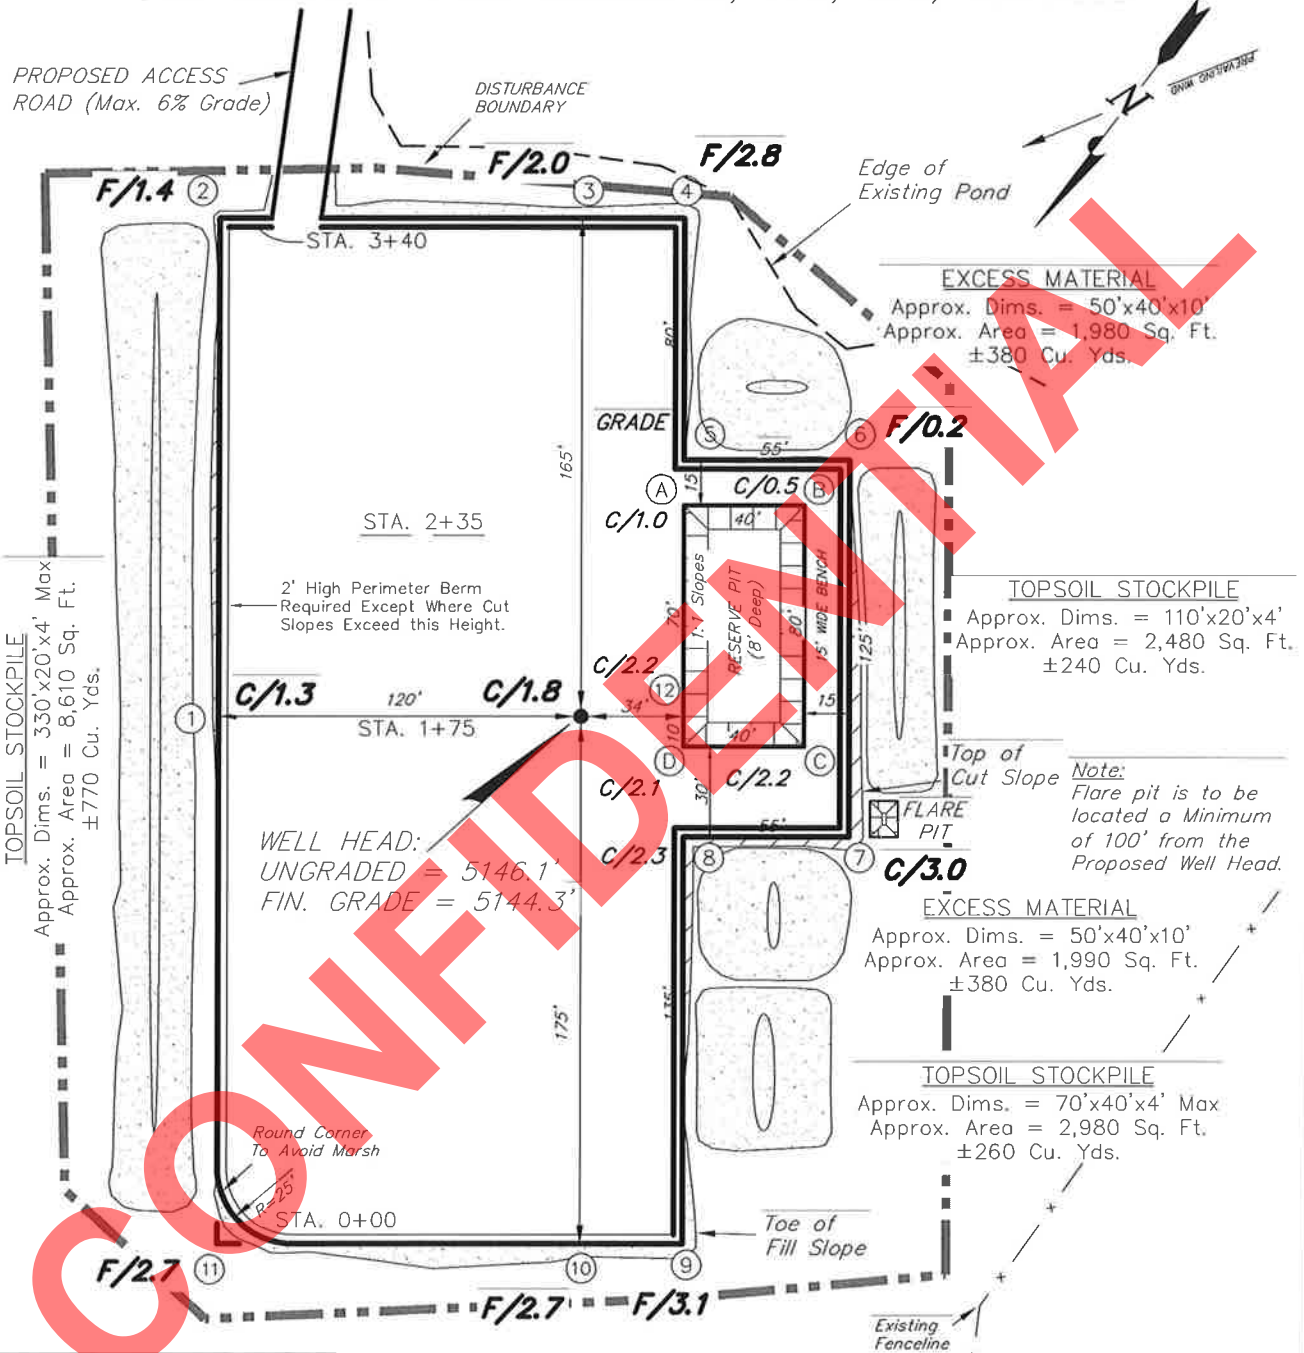 PROPOSED ACCESS
ROAD (Max. 6% Grade)
DISTURBANCE
BOUNDARY
PREVAILING WIND
N
F/1.4
2
F/2.0
3
F/2.8
4
Edge of
Existing Pond
STA. 3+40
EXCESS MATERIAL
Approx. Dims. = 50'x40'x10'
Approx. Area = 1,980 Sq. Ft.
±380 Cu. Yds.
80'
GRADE
5
55'
6
F/0.2
165'
A
15'
C/0.5
B
C/1.0
40'
STA. 2+35
2' High Perimeter Berm
Required Except Where Cut
Slopes Exceed this Height.
70'
1:1 Slopes
RESERVE PIT
(8' Deep)
80'
15' WIDE BENCH
125'
TOPSOIL STOCKPILE
Approx. Dims. = 110'x20'x4'
Approx. Area = 2,480 Sq. Ft.
±240 Cu. Yds.
TOPSOIL STOCKPILE
Approx. Dims. = 330'x20'x4' Max
Approx. Area = 8,610 Sq. Ft.
±770 Cu. Yds.
C/2.2
12
C/1.3
120'
C/1.8
34'
15
1
STA. 1+75
10'
40'
D
C
C/2.1
30'
C/2.2
Top of
Cut Slope
Note:
Flare pit is to be
located a Minimum
of 100' from the
Proposed Well Head.
FLARE
PIT
WELL HEAD:
UNGRADED = 5146.1'
FIN. GRADE = 5144.3'
55'
C/2.3
8
7
C/3.0
EXCESS MATERIAL
Approx. Dims. = 50'x40'x10'
Approx. Area = 1,990 Sq. Ft.
±380 Cu. Yds.
175'
135'
TOPSOIL STOCKPILE
Approx. Dims. = 70'x40'x4' Max
Approx. Area = 2,980 Sq. Ft.
±260 Cu. Yds.
Round Corner
To Avoid Marsh
R=25'
STA. 0+00
Toe of
Fill Slope
F/2.7
11
10
9
F/2.7
F/3.1
Existing
Fenceline
CONFIDENTIAL